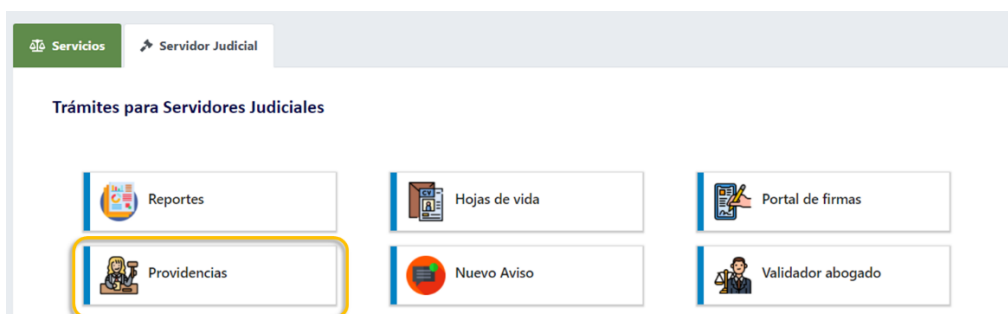 Servicios
Servidor Judicial
Trámites para Servidores Judiciales
Reportes
Hojas de vida
Portal de firmas
Providencias
Nuevo Aviso
Validador abogado